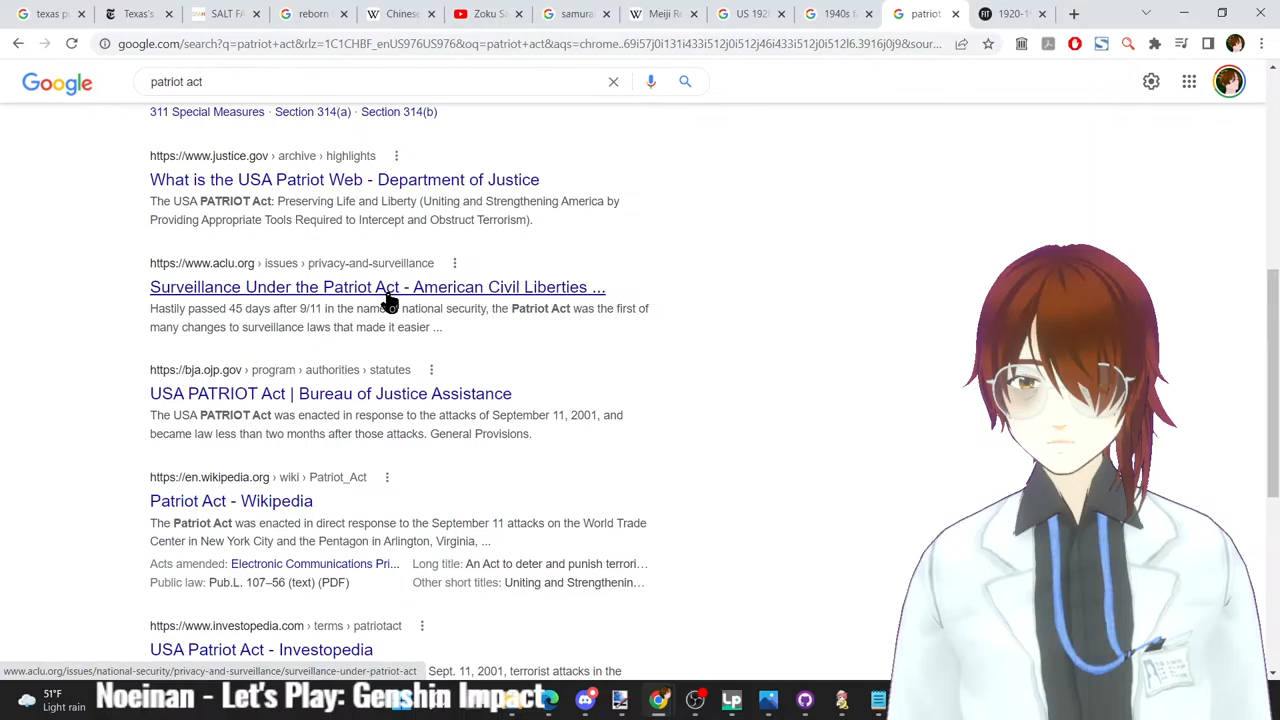 texas p
Texas's
SALT FA
reborn
Chinese
Zoku Sa
samura
Meiji Re
US 192
1940s fa
patriot
FIT
1920-1
google.com/search?q=patriot+act&rlz=1C1CHBF_enUS976US976&oq=patriot+act&aqs=chrome..69i57j0i131i433i512j0i512j46i433i512j0i512l6.3916j0j9&sour...
Google
patriot act
311 Special Measures · Section 314(a) · Section 314(b)
https://www.justice.gov › archive › highlights
What is the USA Patriot Web - Department of Justice
The USA PATRIOT Act: Preserving Life and Liberty (Uniting and Strengthening America by
Providing Appropriate Tools Required to Intercept and Obstruct Terrorism).
https://www.aclu.org › issues › privacy-and-surveillance
Surveillance Under the Patriot Act - American Civil Liberties ...
Hastily passed 45 days after 9/11 in the name of national security, the Patriot Act was the first of
many changes to surveillance laws that made it easier ...
https://bja.ojp.gov › program › authorities › statutes
USA PATRIOT Act | Bureau of Justice Assistance
The USA PATRIOT Act was enacted in response to the attacks of September 11, 2001, and
became law less than two months after those attacks. General Provisions.
https://en.wikipedia.org › wiki › Patriot_Act
Patriot Act - Wikipedia
The Patriot Act was enacted in direct response to the September 11 attacks on the World Trade
Center in New York City and the Pentagon in Arlington, Virginia, ...
Acts amended: Electronic Communications Pri... Long title: An Act to deter and punish terrori...
Public law: Pub.L. 107–56 (text) (PDF) Other short titles: Uniting and Strengthenin...
https://www.investopedia.com › terms › patriotact
USA Patriot Act - Investopedia
www.aclu.org/issues/national-security/privacy-and-surveillance/surveillance-under-patriot-act
Sept. 11, 2001, terrorist attacks in the
51°F
Light rain
Noeinan - Let's Play: Genshin Impact